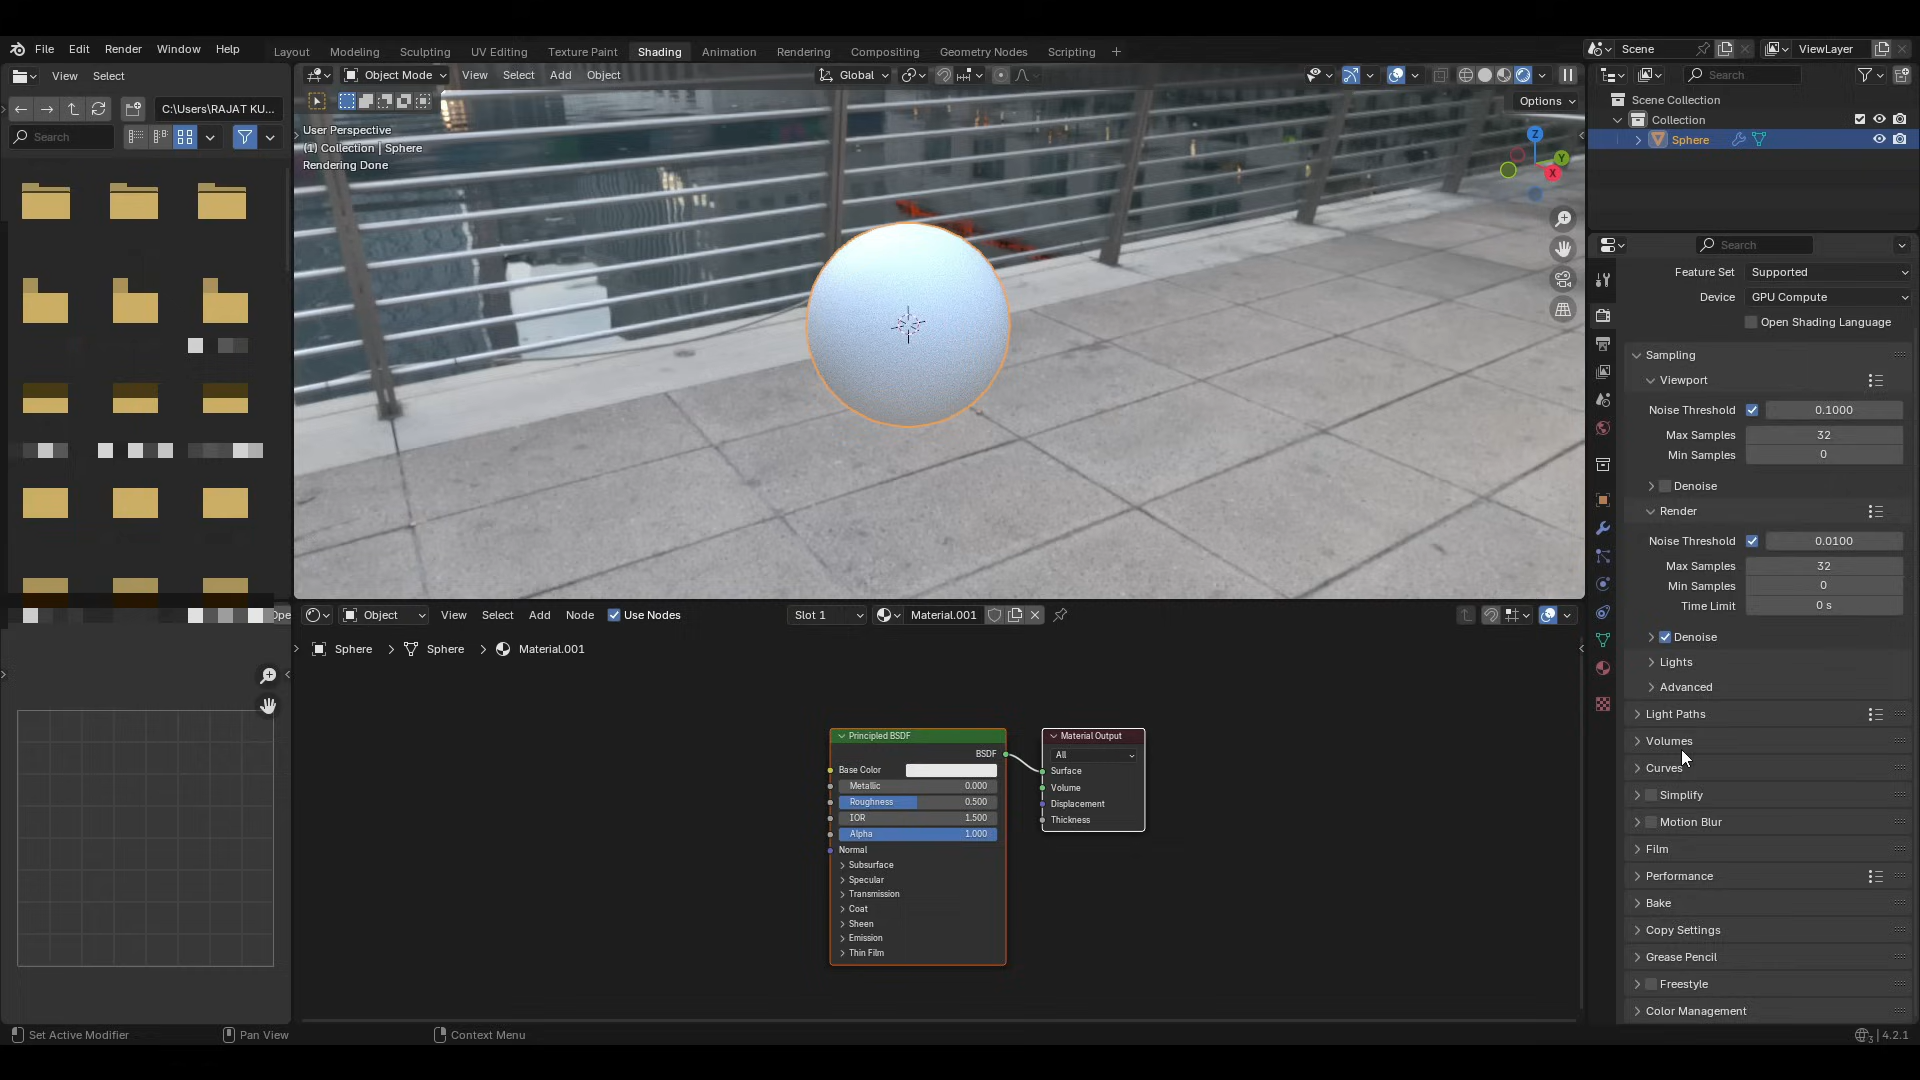 File Edit Render Window Help Layout Modeling Sculpting UV Editing Texture Paint Shading Animation Rendering Compositing Geometry Nodes Scripting + Scene ViewLayer
View Select
C:\Users\RAJAT KU...
Search
Object Mode View Select Add Object Global
Options
User Perspective
(1) Collection | Sphere
Rendering Done
Z
Y
X
Search
Scene Collection
Collection
Sphere
Search
Feature Set Supported
Device GPU Compute
Open Shading Language
Sampling
Viewport
Noise Threshold 0.1000
Max Samples 32
Min Samples 0
Denoise
Render
Noise Threshold 0.0100
Max Samples 32
Min Samples 0
Time Limit 0 s
Denoise
Lights
Advanced
Light Paths
Volumes
Curves
Simplify
Motion Blur
Film
Performance
Bake
Copy Settings
Grease Pencil
Freestyle
Color Management
Ope
Object View Select Add Node Use Nodes Slot 1 Material.001
Sphere > Sphere > Material.001
Principled BSDF
BSDF
Base Color
Metallic 0.000
Roughness 0.500
IOR 1.500
Alpha 1.000
Normal
Subsurface
Specular
Transmission
Coat
Sheen
Emission
Thin Film
Material Output
All
Surface
Volume
Displacement
Thickness
Set Active Modifier Pan View Context Menu 3 | 4.2.1